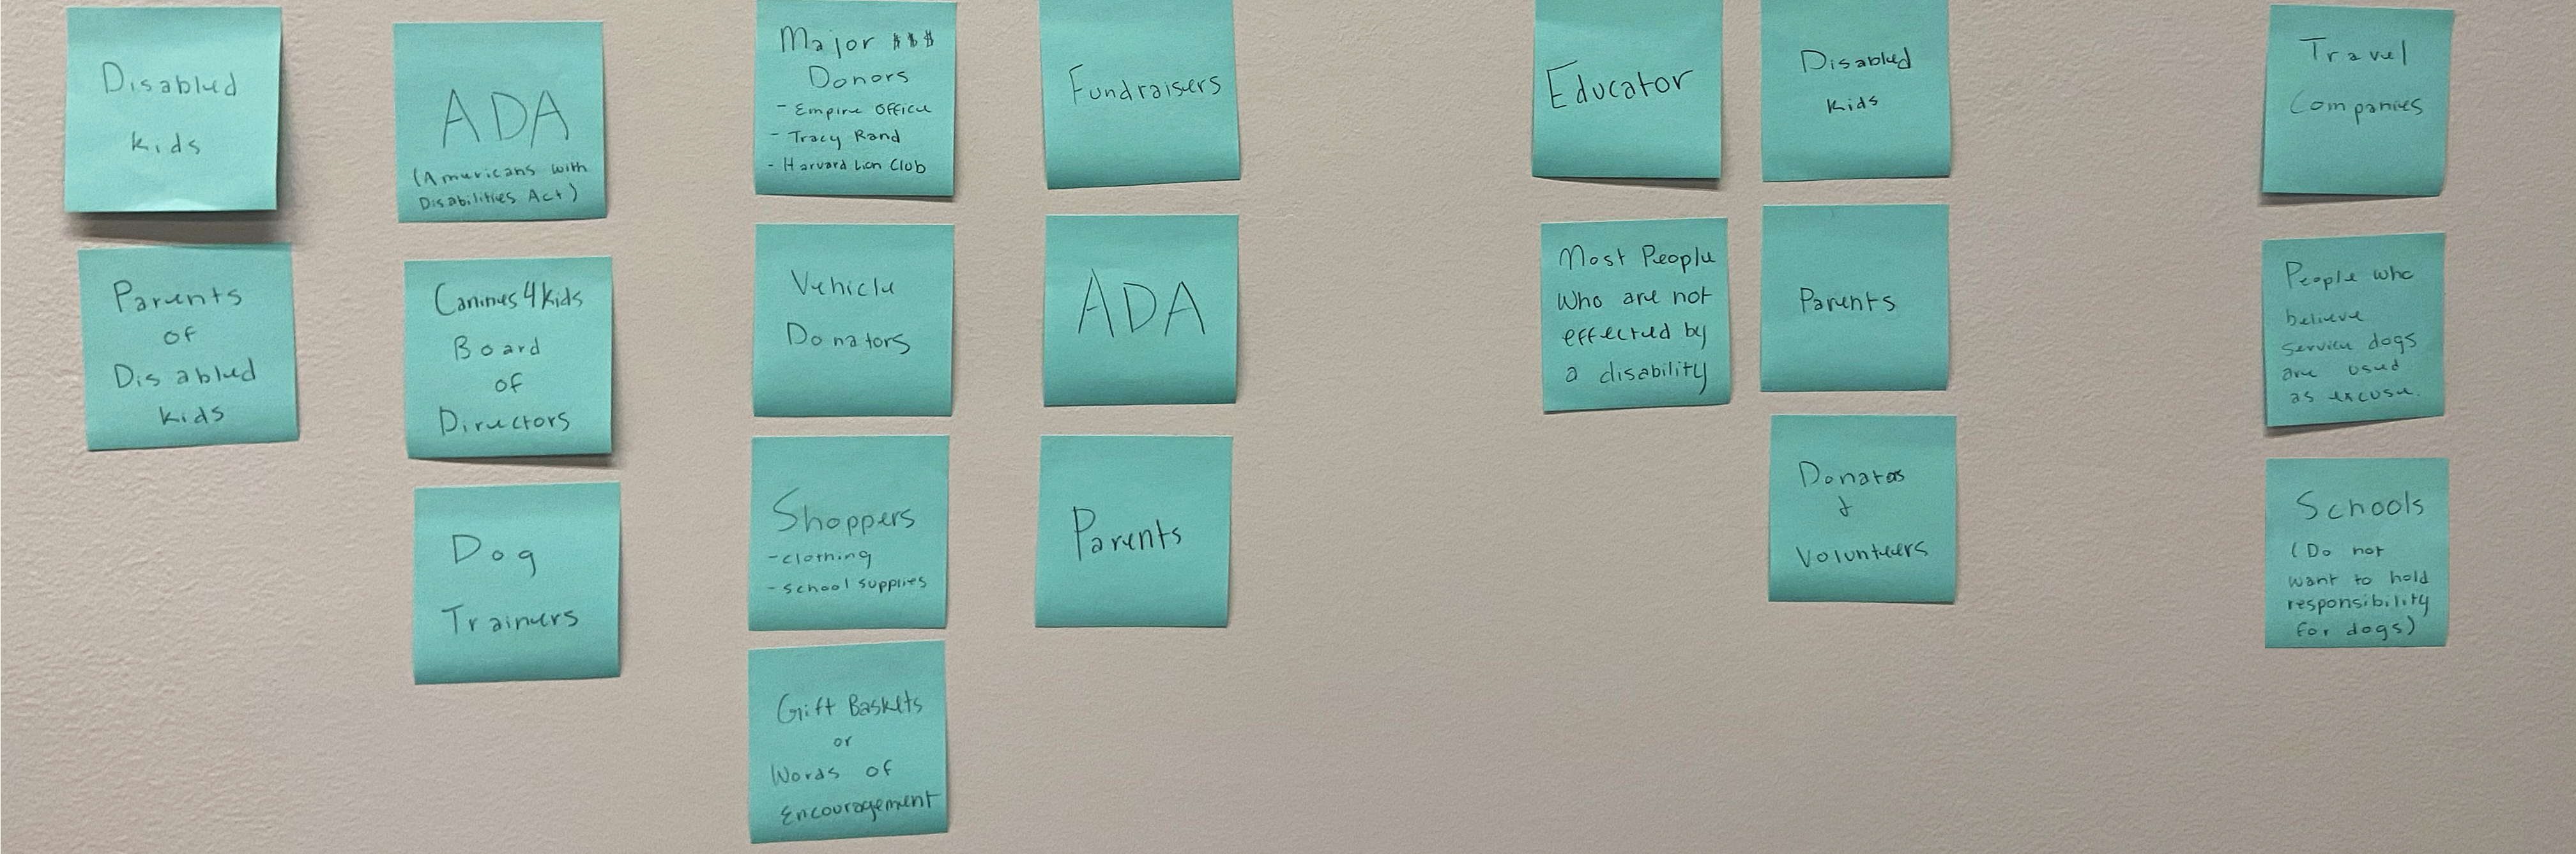 Disabled
kids
Parents
of
Disabled
kids
ADA
(Americans with
Disabilities Act)
Canines4kids
Board
of
Directors
Dog
Trainers
Major $$$
Donors
- Empire Office
- Tracy Rand
- Harvard Lion Club
Vehicle
Donators
Shoppers
- clothing
- school supplies
Gift Baskets
or
Words of
Encouragement
Fundraisers
ADA
Parents
Educator
Most People
who are not
effected by
a disability
Disabled
kids
Parents
Donators
&
Volunteers
Travel
Companies
People who
believe
service dogs
are used
as excuse.
Schools
(Do not
want to hold
responsibility
for dogs)